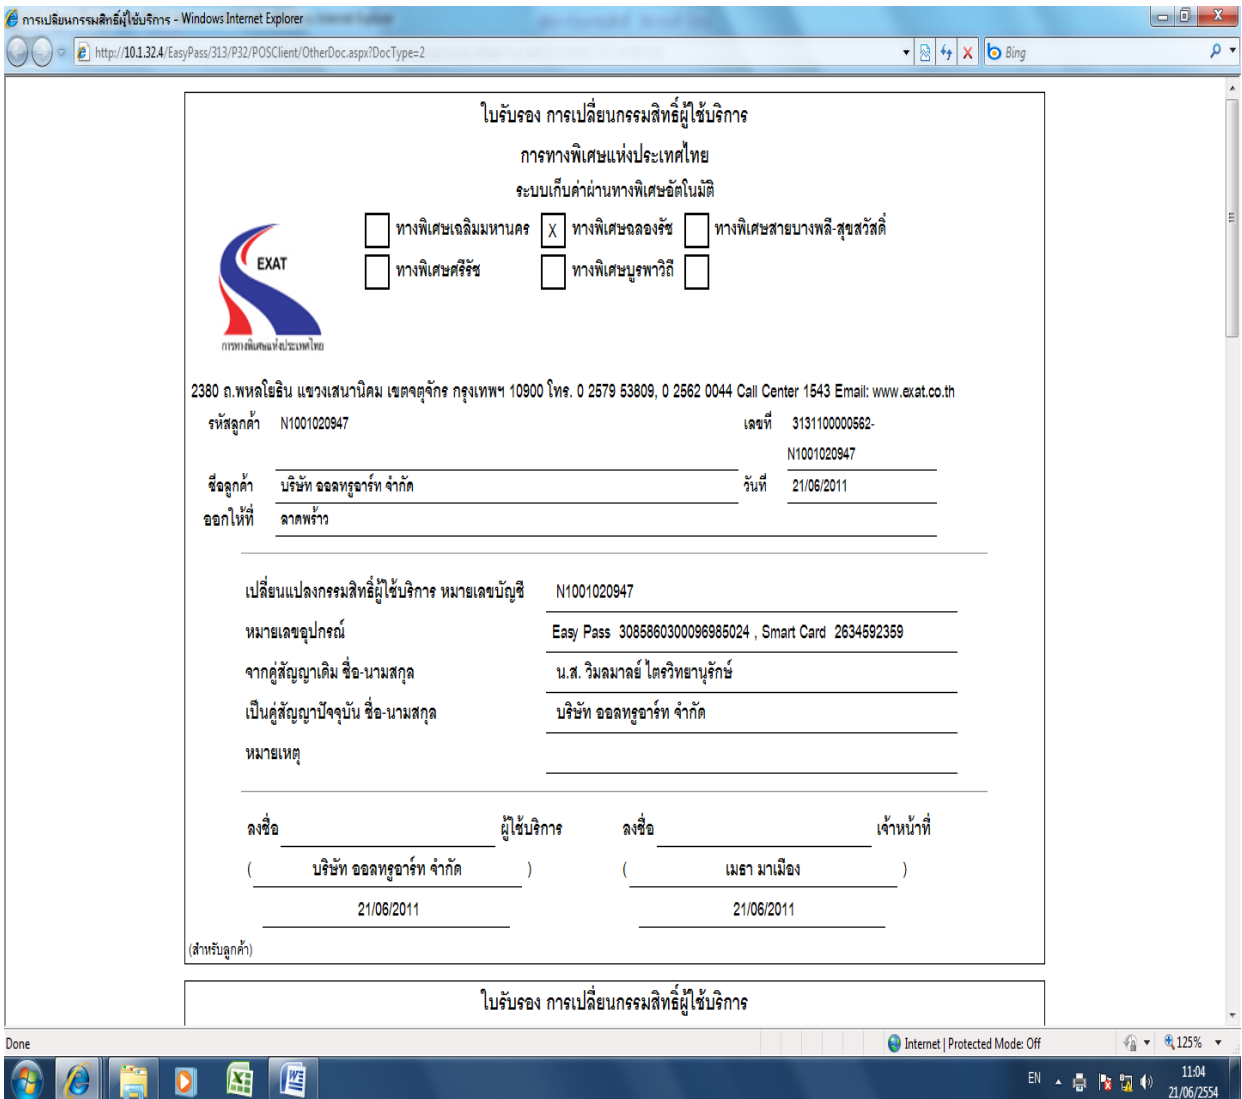 การเปลี่ยนกรรมสิทธิ์ผู้ใช้บริการ - Windows Internet Explorer
http://10.1.32.4/EasyPass/313/P32/POSClient/OtherDoc.aspx?DocType=2
Bing
ใบรับรอง การเปลี่ยนกรรมสิทธิ์ผู้ใช้บริการ
การทางพิเศษแห่งประเทศไทย
ระบบเก็บค่าผ่านทางพิเศษอัตโนมัติ
ทางพิเศษเฉลิมมหานคร X ทางพิเศษฉลองรัช ทางพิเศษสายบางพลี-สุขสวัสดิ์
ทางพิเศษศรีรัช ทางพิเศษบูรพาวิถี
EXAT
การทางพิเศษแห่งประเทศไทย
2380 ถ.พหลโยธิน แขวงเสนานิคม เขตจตุจักร กรุงเทพฯ 10900 โทร. 0 2579 53809, 0 2562 0044 Call Center 1543 Email: www.exat.co.th
รหัสลูกค้า N1001020947 เลขที่ 3131100000562-
N1001020947
ชื่อลูกค้า บริษัท ออลทรูอาร์ท จำกัด วันที่ 21/06/2011
ออกให้ที่ ลาดพร้าว
เปลี่ยนแปลงกรรมสิทธิ์ผู้ใช้บริการ หมายเลขบัญชี N1001020947
หมายเลขอุปกรณ์ Easy Pass 3085860300096985024 , Smart Card 2634592359
จากคู่สัญญาเดิม ชื่อ-นามสกุล น.ส. วิมลมาลย์ ไตรวิทยานุรักษ์
เป็นคู่สัญญาปัจจุบัน ชื่อ-นามสกุล บริษัท ออลทรูอาร์ท จำกัด
หมายเหตุ
ลงชื่อ ผู้ใช้บริการ ลงชื่อ เจ้าหน้าที่
( บริษัท ออลทรูอาร์ท จำกัด ) ( เมธา มาเมือง )
21/06/2011 21/06/2011
(สำหรับลูกค้า)
ใบรับรอง การเปลี่ยนกรรมสิทธิ์ผู้ใช้บริการ
Done Internet | Protected Mode: Off 125%
EN 11:04
21/06/2554